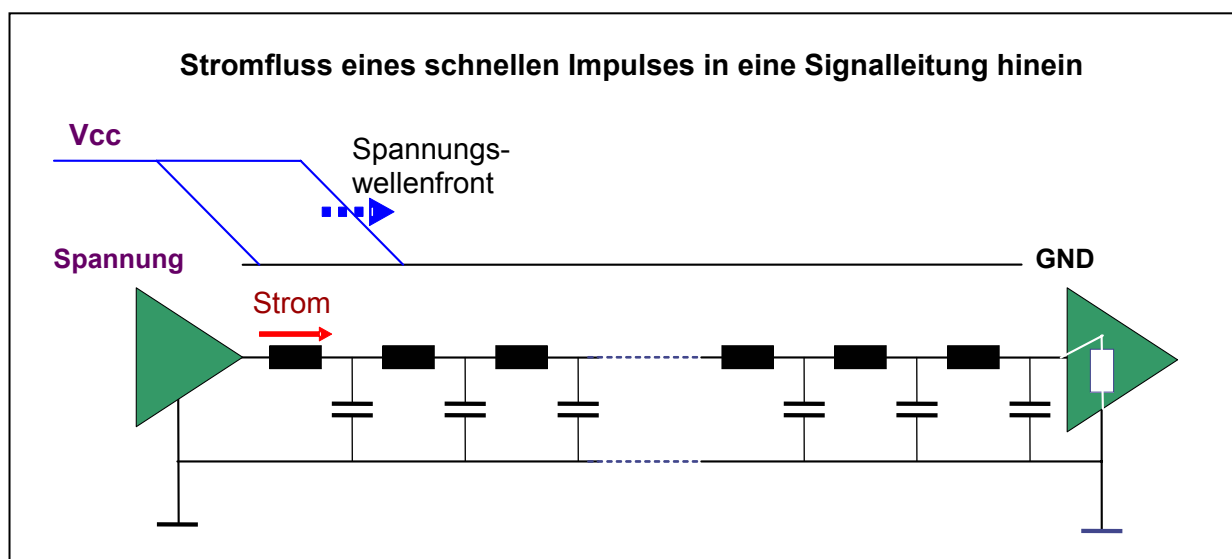 Stromfluss eines schnellen Impulses in eine Signalleitung hinein
Vcc
Spannungs-
wellenfront
Spannung
GND
Strom